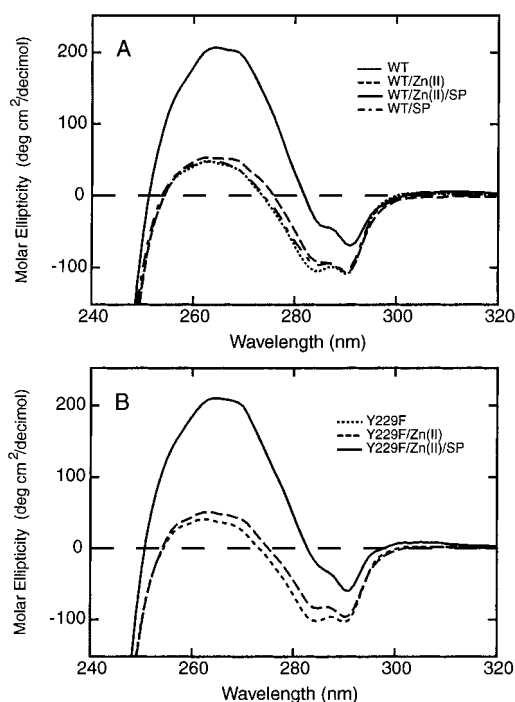 A
200
100
0
-100
Molar Ellipticity (deg cm²/decimol)
WT
WT/Zn(II)
WT/Zn(II)/SP
WT/SP
240
260
280
300
320
Wavelength (nm)
B
200
100
0
-100
Molar Ellipticity (deg cm²/decimol)
Y229F
Y229F/Zn(II)
Y229F/Zn(II)/SP
240
260
280
300
320
Wavelength (nm)